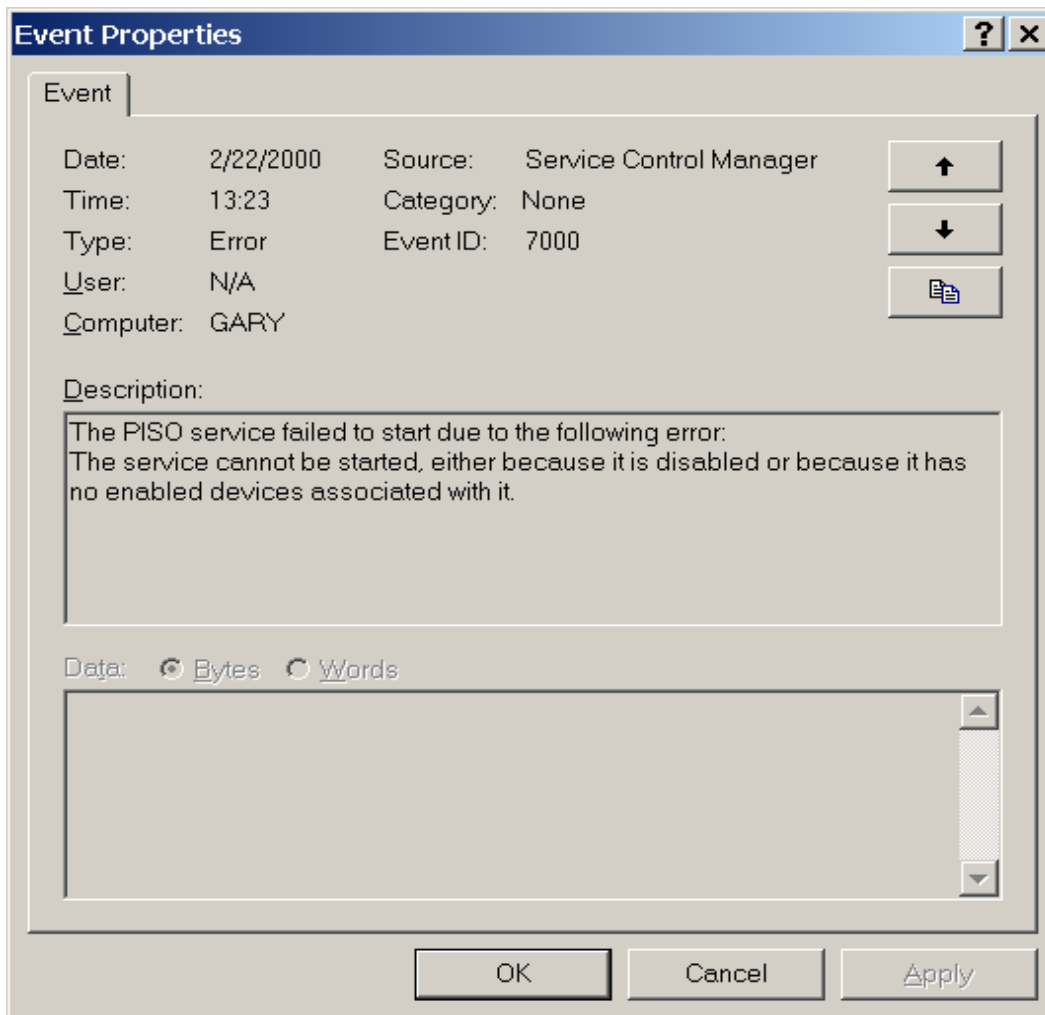 Event Properties
Event
Date: 2/22/2000 Source: Service Control Manager
Time: 13:23 Category: None
Type: Error Event ID: 7000
User: N/A
Computer: GARY
Description:
The PISO service failed to start due to the following error:
The service cannot be started, either because it is disabled or because it has
no enabled devices associated with it.
Data: Bytes Words
OK Cancel Apply